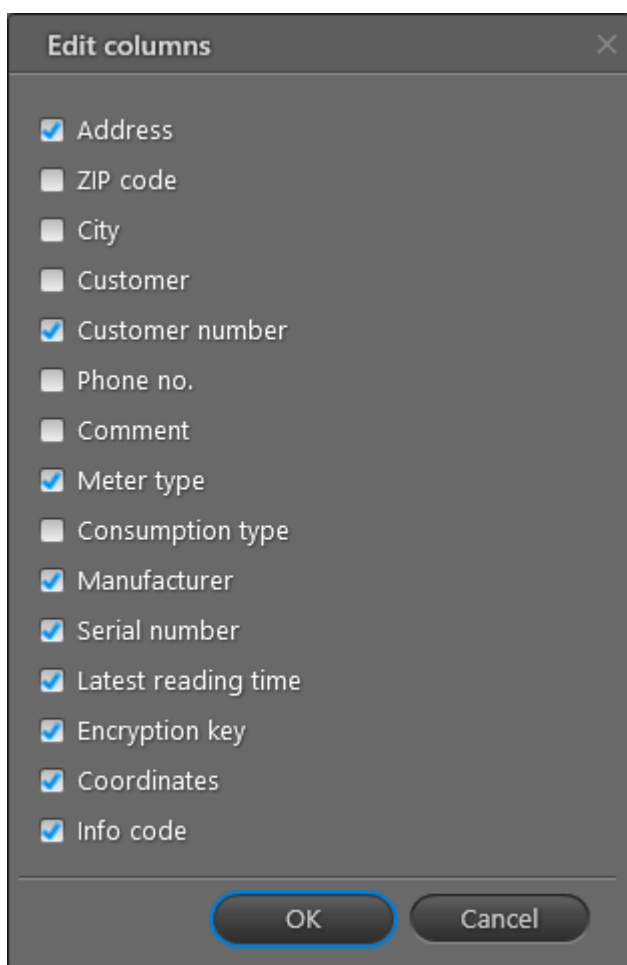 Edit columns
Address
ZIP code
City
Customer
Customer number
Phone no.
Comment
Meter type
Consumption type
Manufacturer
Serial number
Latest reading time
Encryption key
Coordinates
Info code
OK Cancel